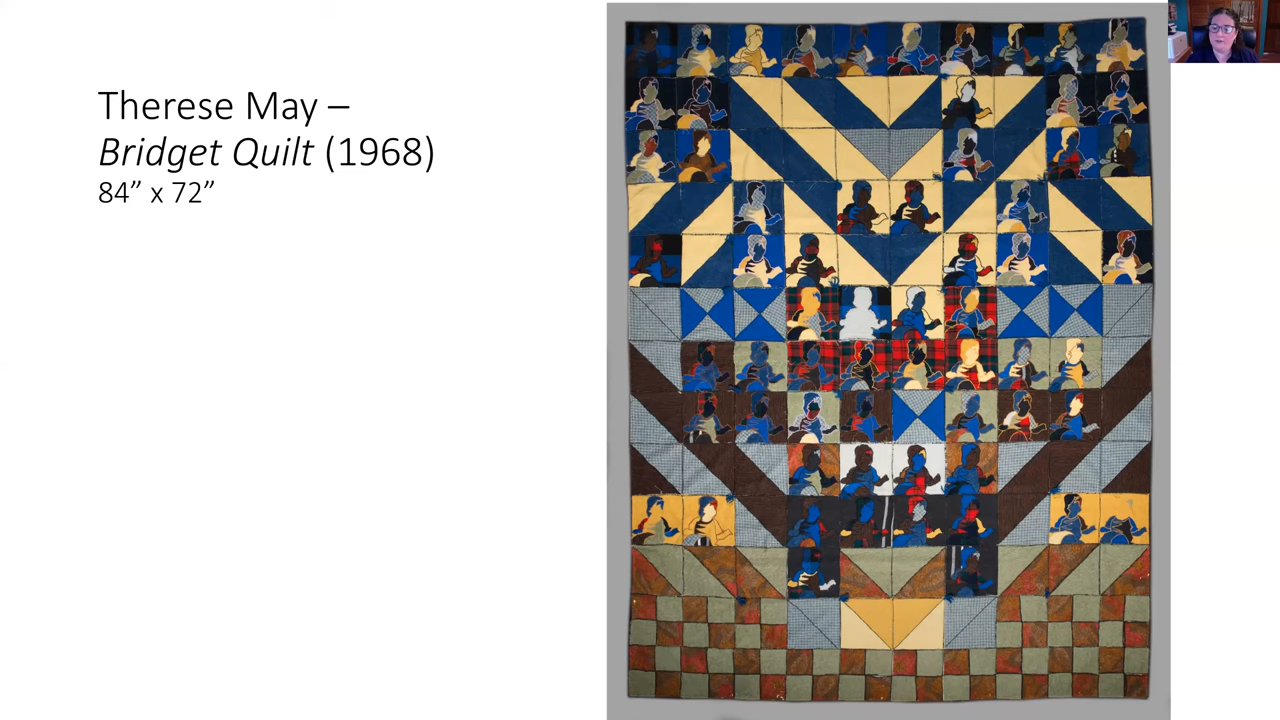 Therese May –
Bridget Quilt (1968)
84” x 72”